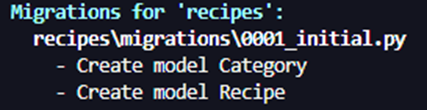 Migrations for 'recipes':
recipes\migrations\0001_initial.py
- Create model Category
- Create model Recipe